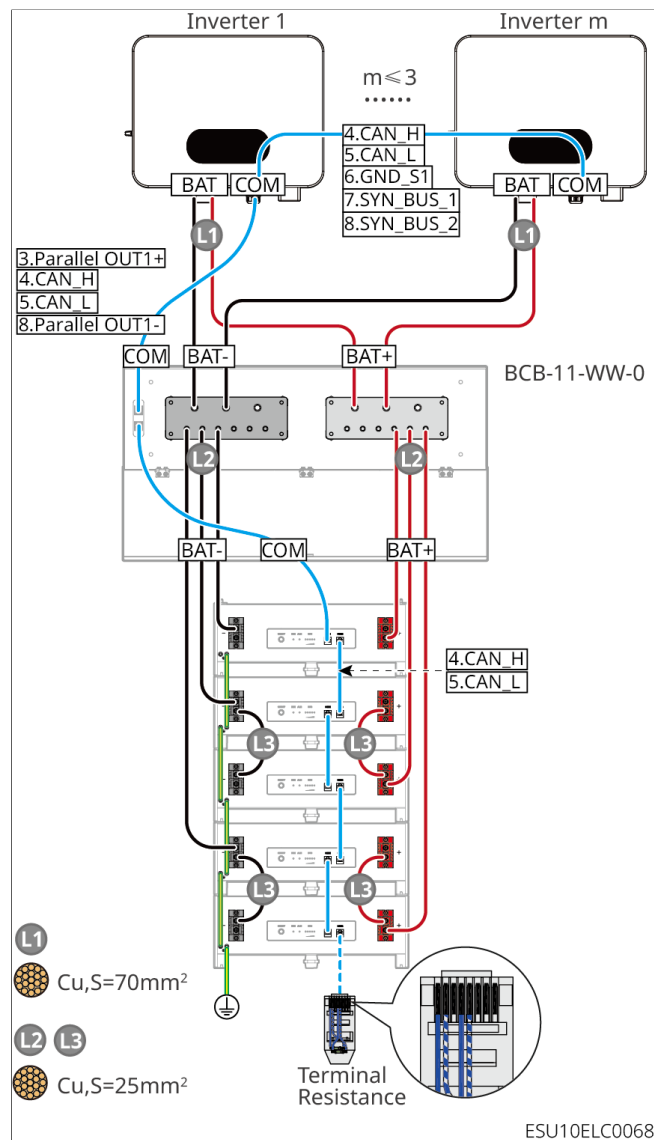 Inverter 1
Inverter m
m≤3
......
4.CAN_H
5.CAN_L
6.GND_S1
7.SYN_BUS_1
8.SYN_BUS_2
BAT
COM
BAT
COM
L1
L1
3.Parallel OUT1+
4.CAN_H
5.CAN_L
8.Parallel OUT1-
COM
BAT-
BAT+
BCB-11-WW-0
L2
L2
BAT-
COM
BAT+
4.CAN_H
5.CAN_L
L3
L3
L3
L3
L1
Cu,S=70mm²
L2 L3
Cu,S=25mm²
Terminal
Resistance
ESU10ELC0068